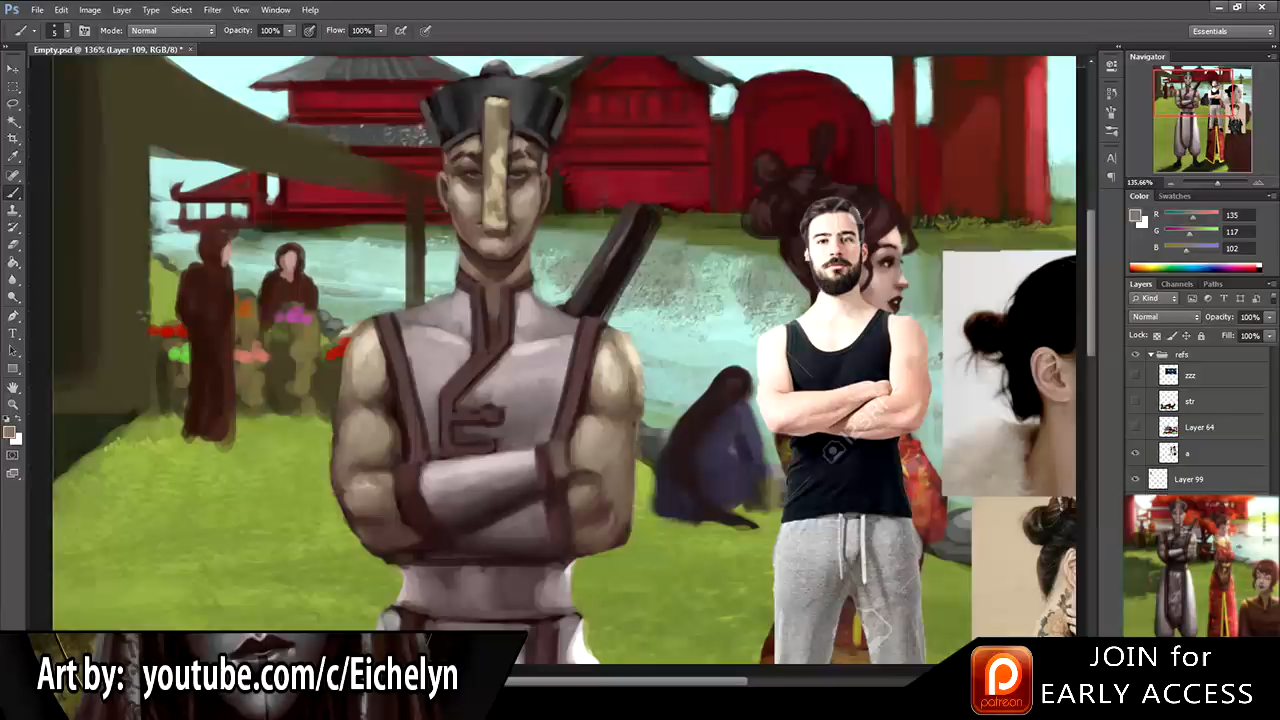 Ps File Edit Image Layer Type Select Filter View Window Help
5 Mode: Normal Opacity: 100% Flow: 100% Essentials
Empty.psd @ 136% (Layer 109, RGB/8) * ×
Navigator
135.66%
Color Swatches
R 135
G 117
B 102
Layers Channels Paths
Kind
Normal Opacity: 100%
Lock: Fill: 100%
refs
zzz
str
Layer 64
a
Layer 99
Art by: youtube.com/c/Eichelyn
JOIN for
EARLY ACCESS
patreon